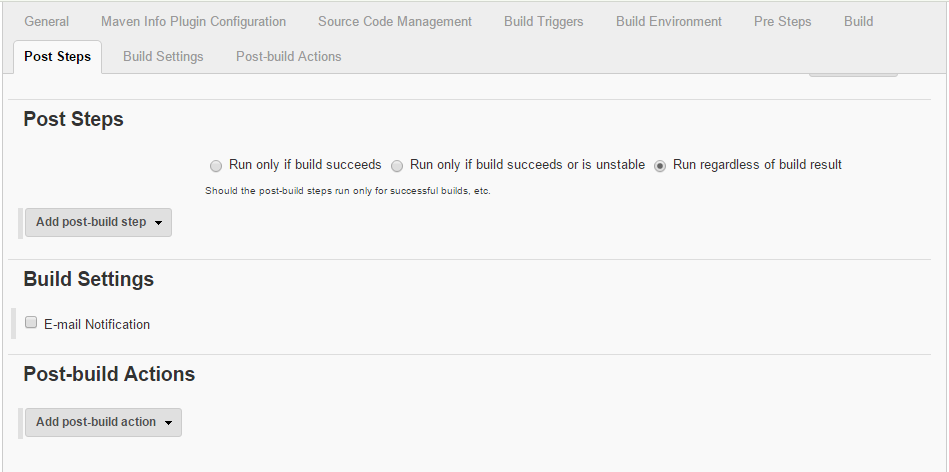 General Maven Info Plugin Configuration Source Code Management Build Triggers Build Environment Pre Steps Build
Post Steps Build Settings Post-build Actions
Post Steps
Run only if build succeeds Run only if build succeeds or is unstable Run regardless of build result
Should the post-build steps run only for successful builds, etc.
Add post-build step
Build Settings
E-mail Notification
Post-build Actions
Add post-build action